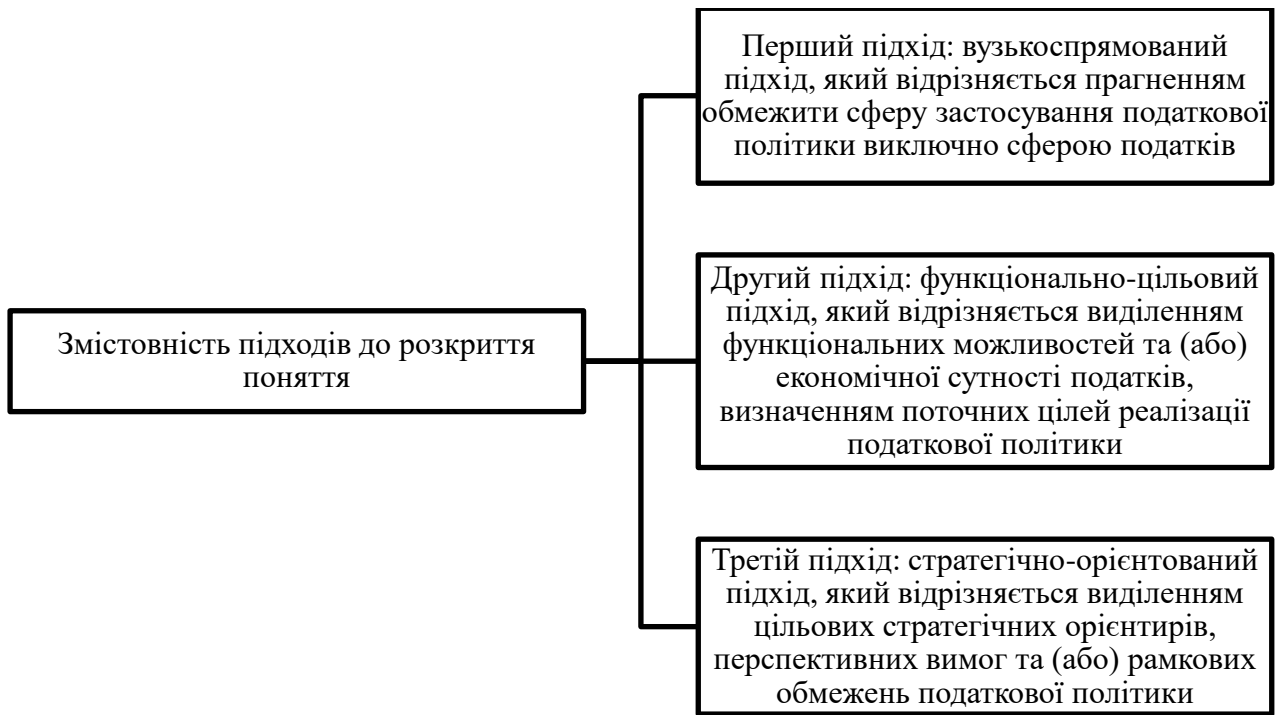 Перший підхід: вузькоспрямований
підхід, який відрізняється прагненням
обмежити сферу застосування податкової
політики виключно сферою податків
Змістовність підходів до розкриття
поняття
Другий підхід: функціонально-цільовий
підхід, який відрізняється виділенням
функціональних можливостей та (або)
економічної сутності податків,
визначенням поточних цілей реалізації
податкової політики
Третій підхід: стратегічно-орієнтований
підхід, який відрізняється виділенням
цільових стратегічних орієнтирів,
перспективних вимог та (або) рамкових
обмежень податкової політики